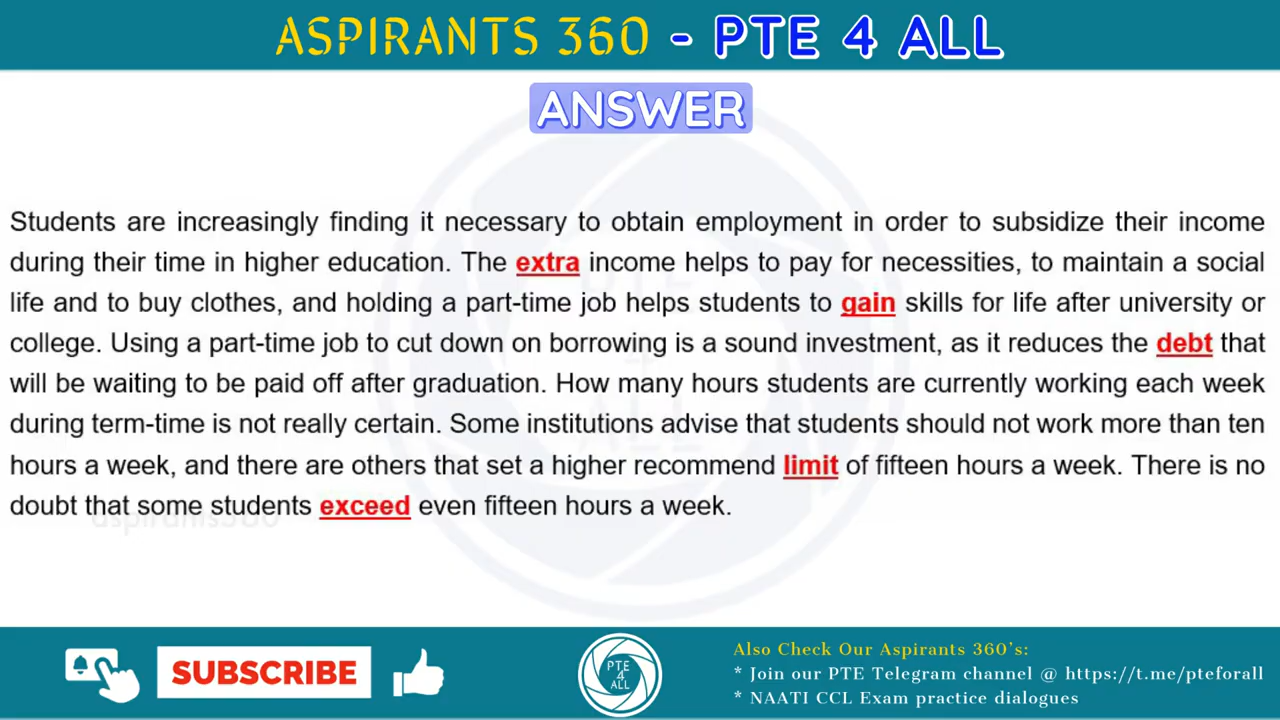 ASPIRANTS 360 - PTE 4 ALL
ANSWER
Students are increasingly finding it necessary to obtain employment in order to subsidize their income
during their time in higher education. The extra income helps to pay for necessities, to maintain a social
life and to buy clothes, and holding a part-time job helps students to gain skills for life after university or
college. Using a part-time job to cut down on borrowing is a sound investment, as it reduces the debt that
will be waiting to be paid off after graduation. How many hours students are currently working each week
during term-time is not really certain. Some institutions advise that students should not work more than ten
hours a week, and there are others that set a higher recommend limit of fifteen hours a week. There is no
doubt that some students exceed even fifteen hours a week.
aspirants360
PTE
4
ALL
SUBSCRIBE
PTE
4
ALL
Also Check Our Aspirants 360's:
* Join our PTE Telegram channel @ https://t.me/pteforall
* NAATI CCL Exam practice dialogues